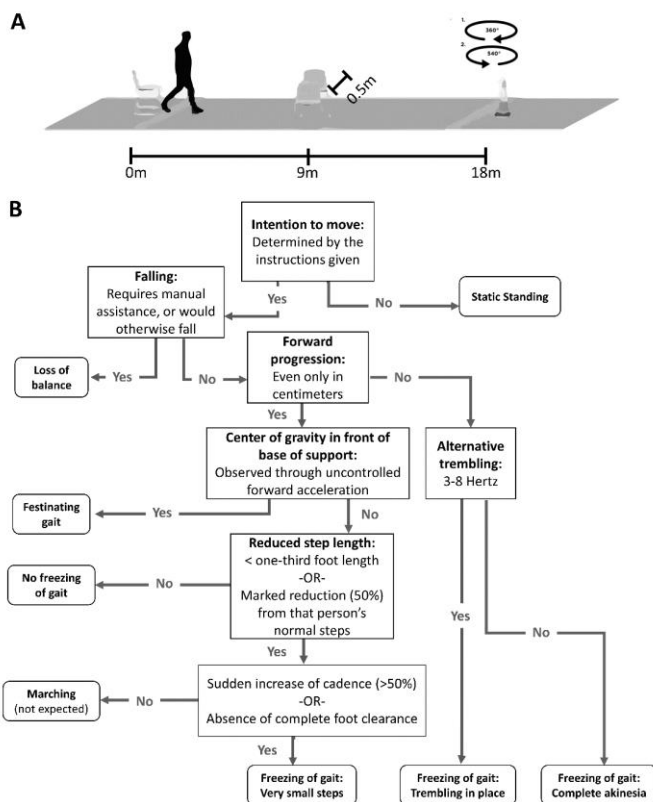 A
1.
360°
2.
540°
0.5m
0m
9m
18m
B
Intention to move:
Determined by the
instructions given
Falling:
Requires manual
assistance, or would
otherwise fall
Yes
No
Static Standing
Forward
progression:
Even only in
centimeters
Loss of
balance
Yes
No
No
Yes
Center of gravity in front of
base of support:
Observed through uncontrolled
forward acceleration
Alternative
trembling:
3-8 Hertz
Festinating
gait
Yes
No
Reduced step length:
< one-third foot length
-OR-
Marked reduction (50%)
from that person's
normal steps
No freezing
of gait
No
Yes
No
Yes
Sudden increase of cadence (>50%)
-OR-
Absence of complete foot clearance
Marching
(not expected)
No
Yes
Freezing of gait:
Very small steps
Freezing of gait:
Trembling in place
Freezing of gait:
Complete akinesia